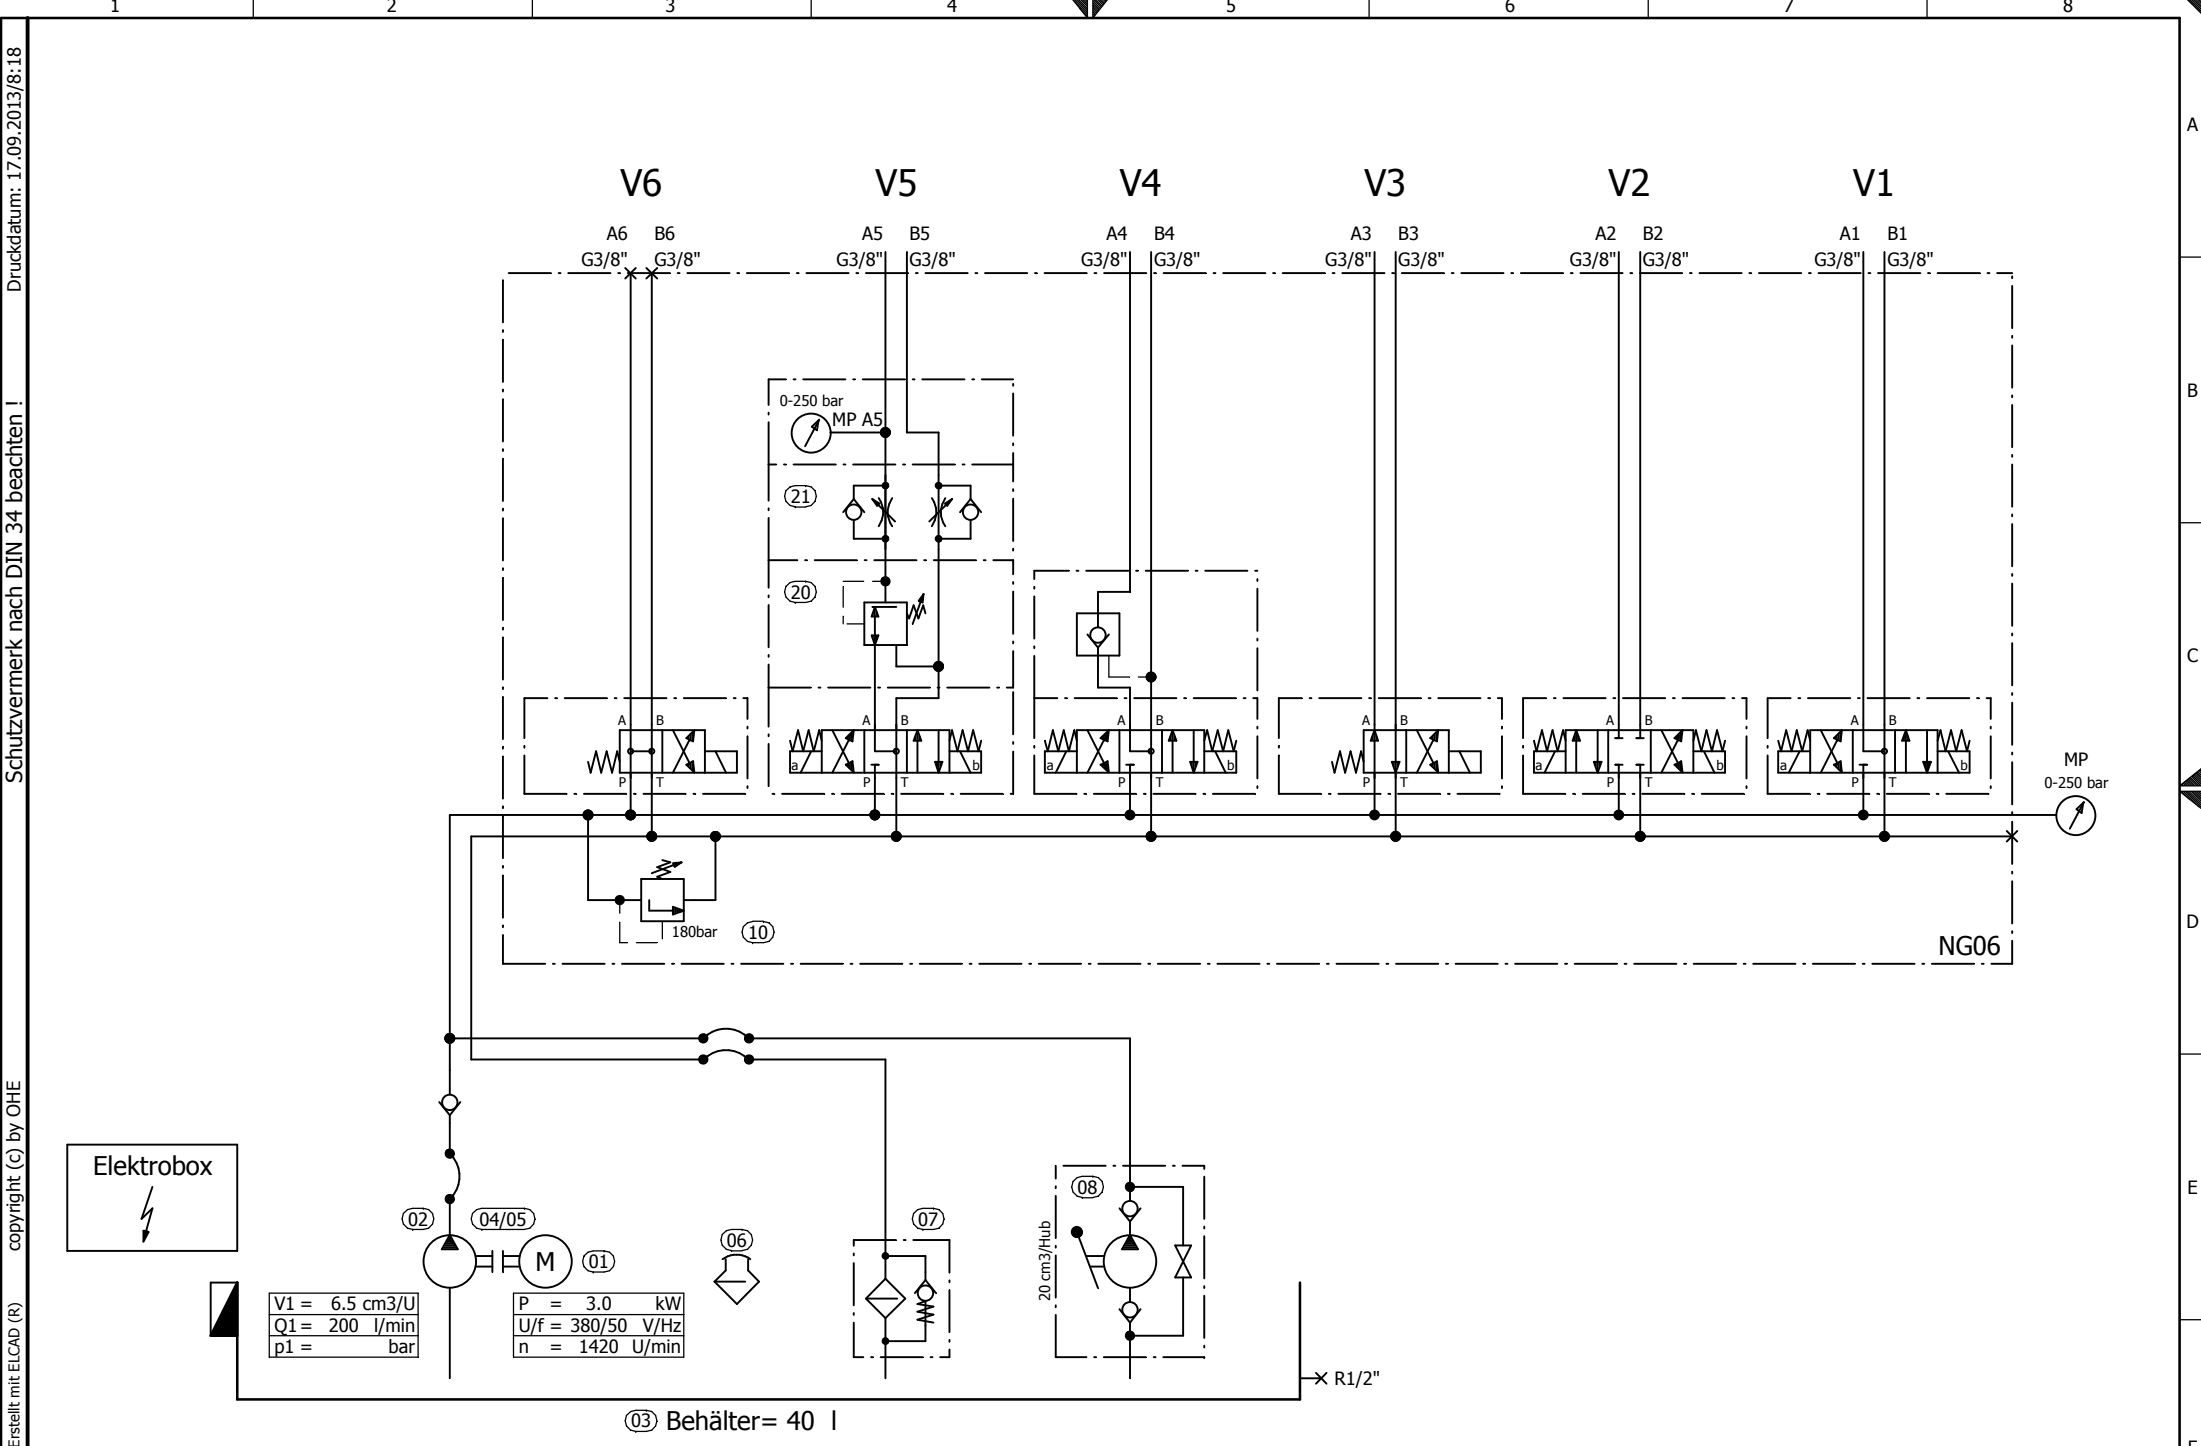 1 2 3 4 5 6 7 8
Druckdatum: 17.09.2013/8:18
Schutzvermerk nach DIN 34 beachten !
copyright (c) by OHE
Erstellt mit ELCAD (R)
A
B
C
D
E
V6 V5 V4 V3 V2 V1
A6 B6 A5 B5 A4 B4 A3 B3 A2 B2 A1 B1
G3/8" G3/8" G3/8" G3/8" G3/8" G3/8" G3/8" G3/8" G3/8" G3/8" G3/8" G3/8"
0-250 bar
MP A5
21
20
A B A B A B A B A B A B
a b a b a b a b
P T P T P T P T P T P T
MP
0-250 bar
180bar 10
NG06
Elektrobox
02 04/05
M 01
06
07
08
20 cm3/Hub
V1 = 6.5 cm3/U
Q1 = 200 l/min
p1 = bar
P = 3.0 kW
U/f = 380/50 V/Hz
n = 1420 U/min
R1/2"
03 Behälter= 40 l